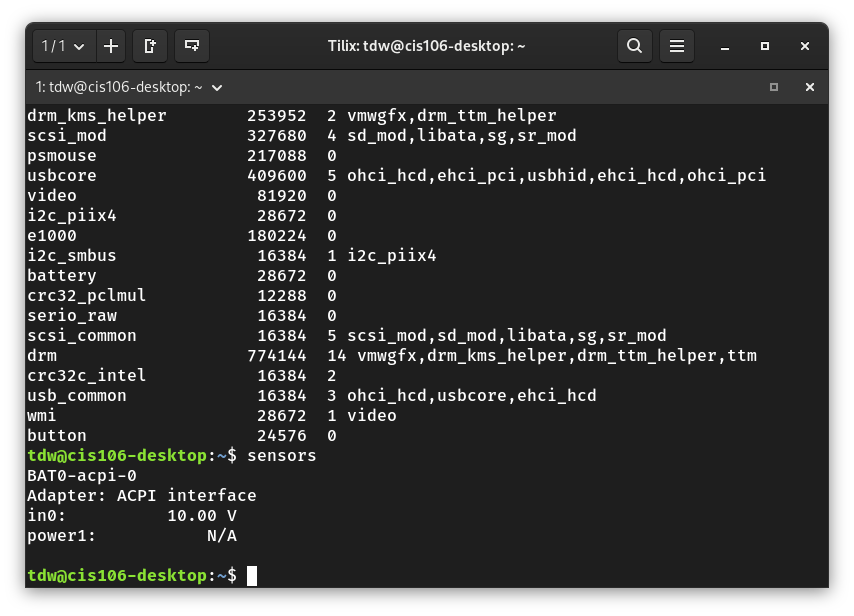 1 / 1
Tilix: tdw@cis106-desktop: ~
1: tdw@cis106-desktop: ~
drm_kms_helper        253952  2 vmwgfx,drm_ttm_helper
scsi_mod              327680  4 sd_mod,libata,sg,sr_mod
psmouse               217088  0
usbcore               409600  5 ohci_hcd,ehci_pci,usbhid,ehci_hcd,ohci_pci
video                  81920  0
i2c_piix4              28672  0
e1000                 180224  0
i2c_smbus              16384  1 i2c_piix4
battery                28672  0
crc32_pclmul           12288  0
serio_raw              16384  0
scsi_common            16384  5 scsi_mod,sd_mod,libata,sg,sr_mod
drm                   774144  14 vmwgfx,drm_kms_helper,drm_ttm_helper,ttm
crc32c_intel           16384  2
usb_common             16384  3 ohci_hcd,usbcore,ehci_hcd
wmi                    28672  1 video
button                 24576  0
tdw@cis106-desktop:~$ sensors
BAT0-acpi-0
Adapter: ACPI interface
in0:          10.00 V
power1:           N/A
tdw@cis106-desktop:~$